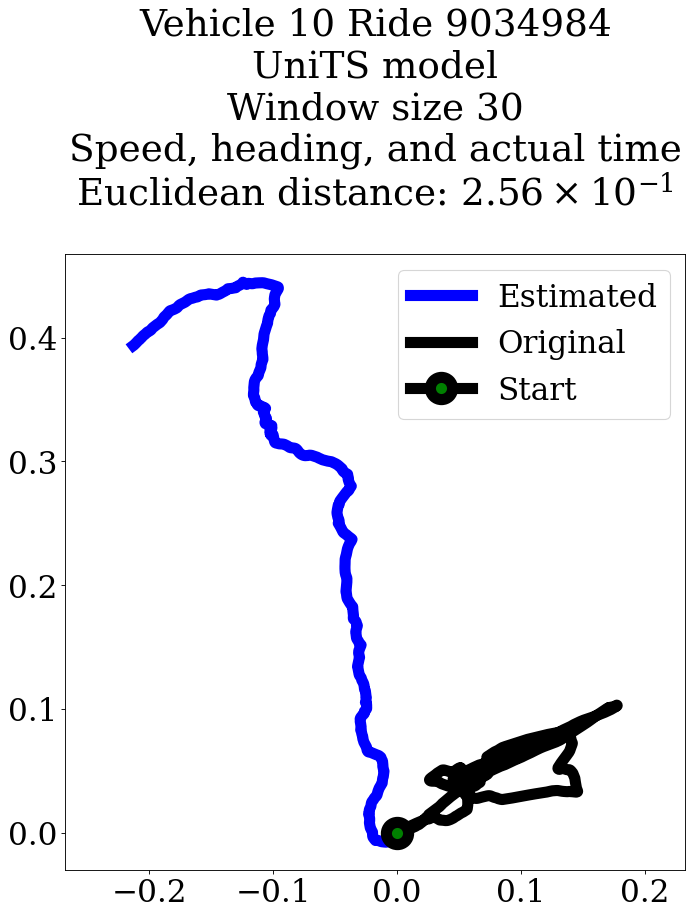 Vehicle 10 Ride 9034984
UniTS model
Window size 30
Speed, heading, and actual time
Euclidean distance: 2.56 × 10⁻¹
Estimated
Original
Start
0.4
0.3
0.2
0.1
0.0
−0.2
−0.1
0.0
0.1
0.2